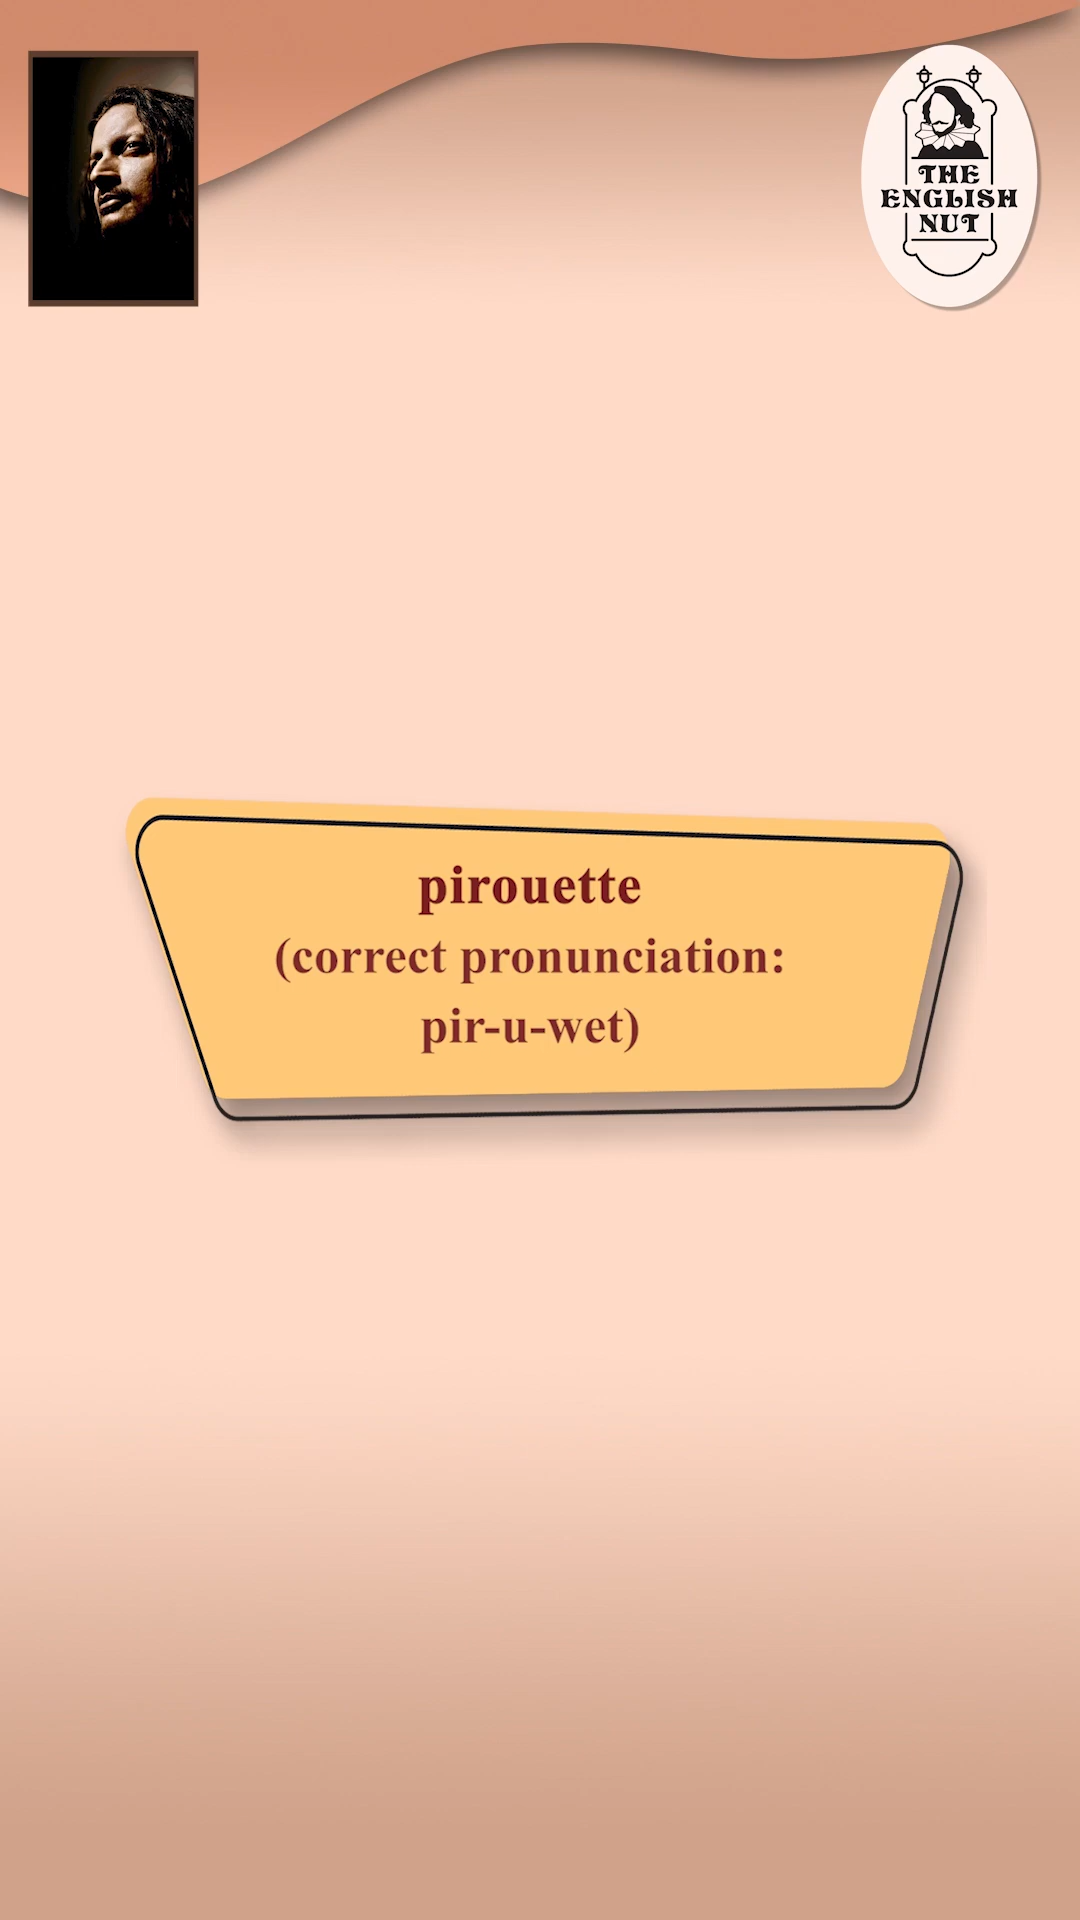 THE
ENGLISH
NUT
pirouette
(correct pronunciation:
pir-u-wet)